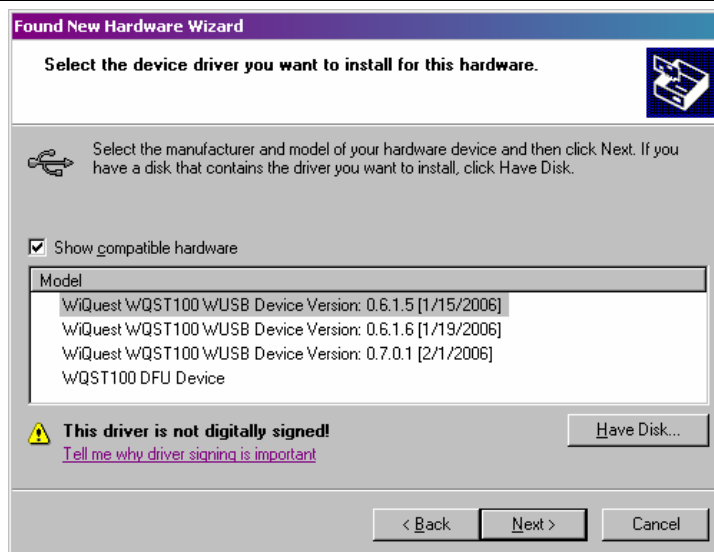 Found New Hardware Wizard
Select the device driver you want to install for this hardware.
Select the manufacturer and model of your hardware device and then click Next. If you
have a disk that contains the driver you want to install, click Have Disk.
Show compatible hardware
Model
WiQuest WQST100 WUSB Device Version: 0.6.1.5 [1/15/2006]
WiQuest WQST100 WUSB Device Version: 0.6.1.6 [1/19/2006]
WiQuest WQST100 WUSB Device Version: 0.7.0.1 [2/1/2006]
WQST100 DFU Device
This driver is not digitally signed!
Have Disk...
Tell me why driver signing is important
< Back
Next >
Cancel